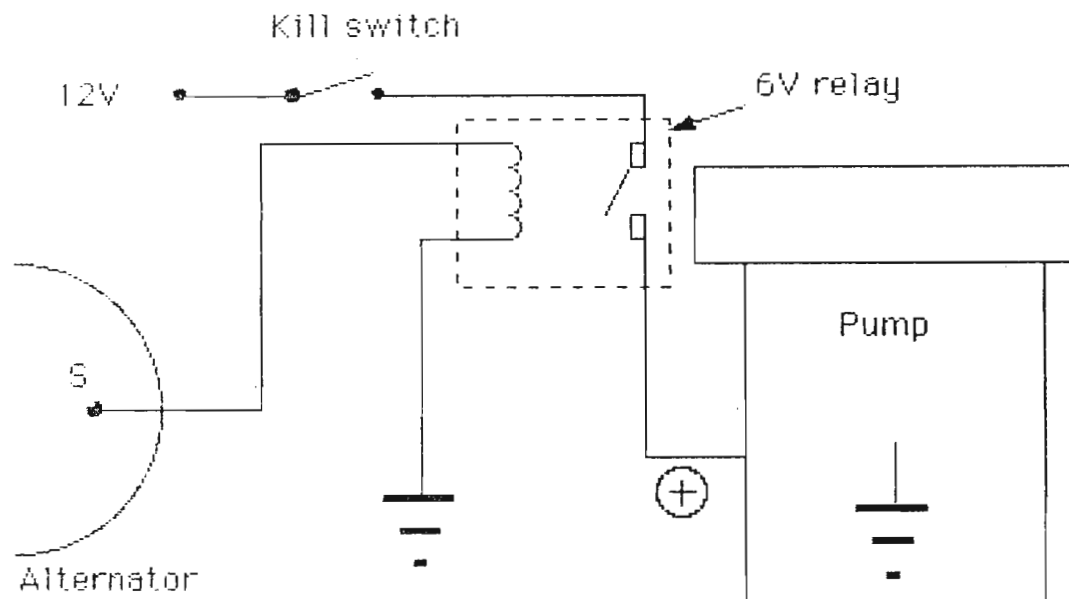 Kill switch
12V
6V relay
Pump
S
Alternator